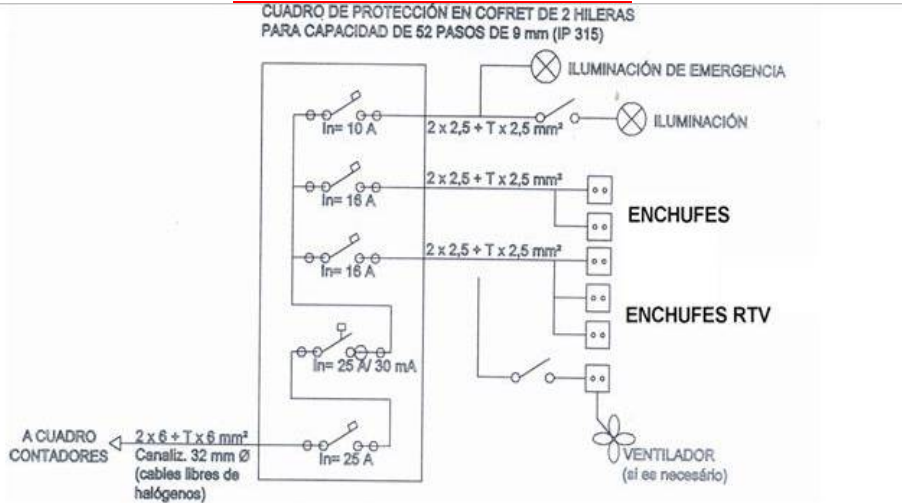 CUADRO DE PROTECCIÓN EN COFRET DE 2 HILERAS
PARA CAPACIDAD DE 52 PASOS DE 9 mm (IP 315)
ILUMINACIÓN DE EMERGENCIA
In= 10 A
2 x 2,5 + T x 2,5 mm²
ILUMINACIÓN
2 x 2,5 + T x 2,5 mm²
In= 16 A
ENCHUFES
2 x 2,5 + T x 2,5 mm²
In= 16 A
ENCHUFES RTV
In= 25 A/ 30 mA
A CUADRO
CONTADORES
2 x 6 + T x 6 mm²
Canaliz. 32 mm Ø
(cables libres de
halógenos)
In= 25 A
VENTILADOR
(si es necesário)